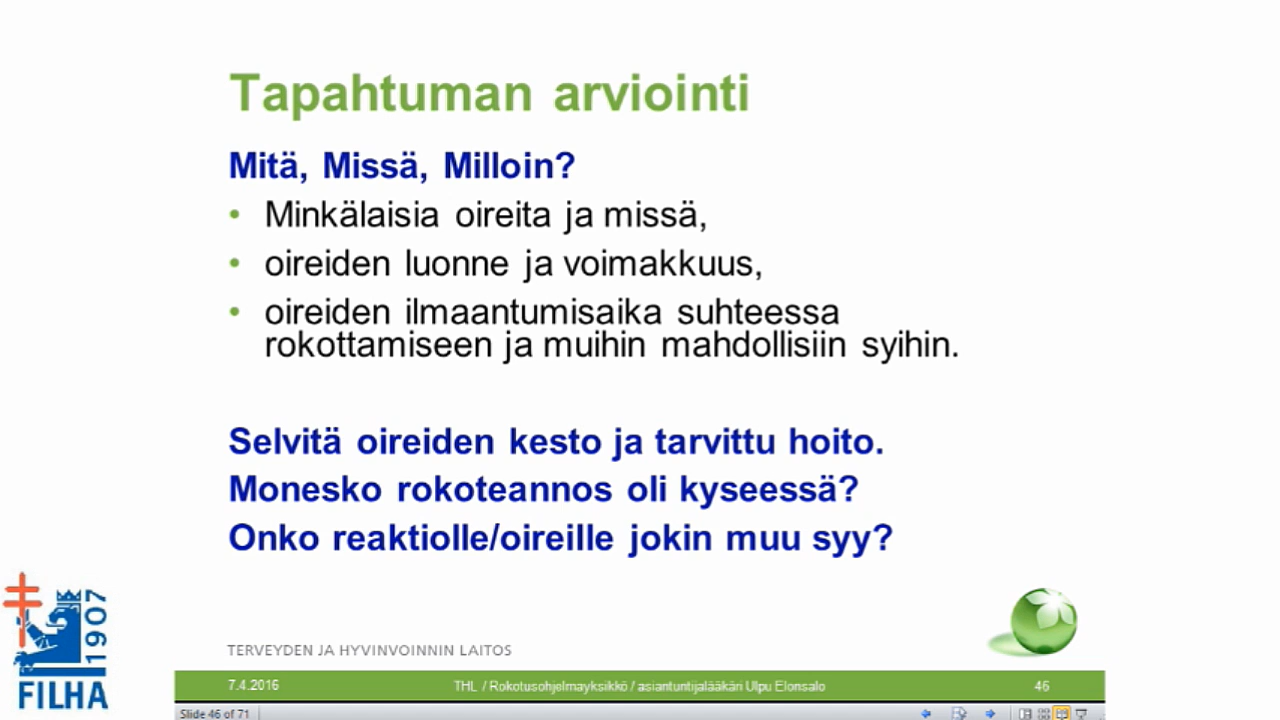 Tapahtuman arviointi
Mitä, Missä, Milloin?
• Minkälaisia oireita ja missä,
• oireiden luonne ja voimakkuus,
• oireiden ilmaantumisaika suhteessa
rokottamiseen ja muihin mahdollisiin syihin.
Selvitä oireiden kesto ja tarvittu hoito.
Monesko rokoteannos oli kyseessä?
Onko reaktiolle/oireille jokin muu syy?
1907
FILHA
TERVEYDEN JA HYVINVOINNIN LAITOS
7.4.2016 THL / Rokotusohjelmayksikkö / asiantuntijalääkäri Ulpu Elonsalo 46
Slide 46 of 71